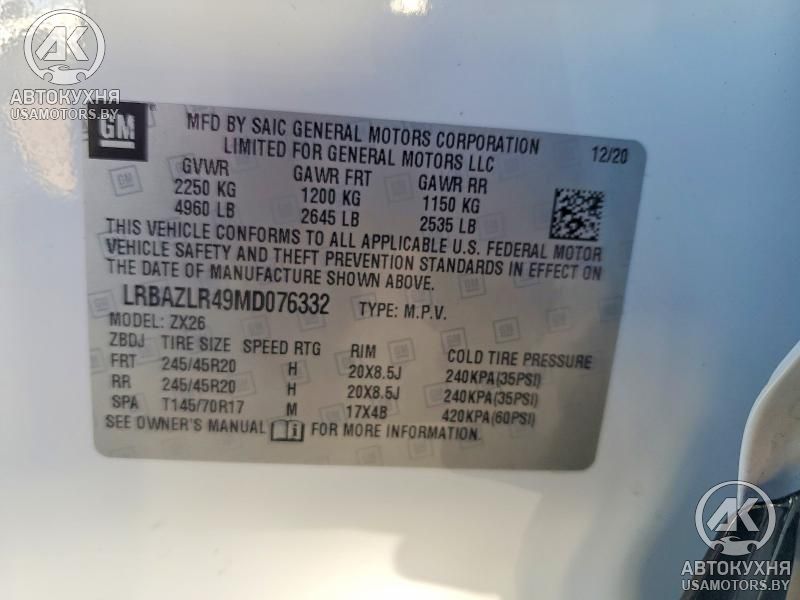 АВТОКУХНЯ
USAMOTORS.BY
GM
MFD BY SAIC GENERAL MOTORS CORPORATION
LIMITED FOR GENERAL MOTORS LLC 12/20
GVWR GAWR FRT GAWR RR
2250 KG 1200 KG 1150 KG
4960 LB 2645 LB 2535 LB
THIS VEHICLE CONFORMS TO ALL APPLICABLE U.S. FEDERAL MOTOR
VEHICLE SAFETY AND THEFT PREVENTION STANDARDS IN EFFECT ON
THE DATE OF MANUFACTURE SHOWN ABOVE.
LRBAZLR49MD076332 TYPE: M.P.V.
MODEL: ZX26
ZBDJ TIRE SIZE SPEED RTG RIM COLD TIRE PRESSURE
FRT 245/45R20 H 20X8.5J 240KPA(35PSI)
RR 245/45R20 H 20X8.5J 240KPA(35PSI)
SPA T145/70R17 M 17X4B 420KPA(60PSI)
SEE OWNER'S MANUAL i FOR MORE INFORMATION.
АВТОКУХНЯ
USAMOTORS.BY